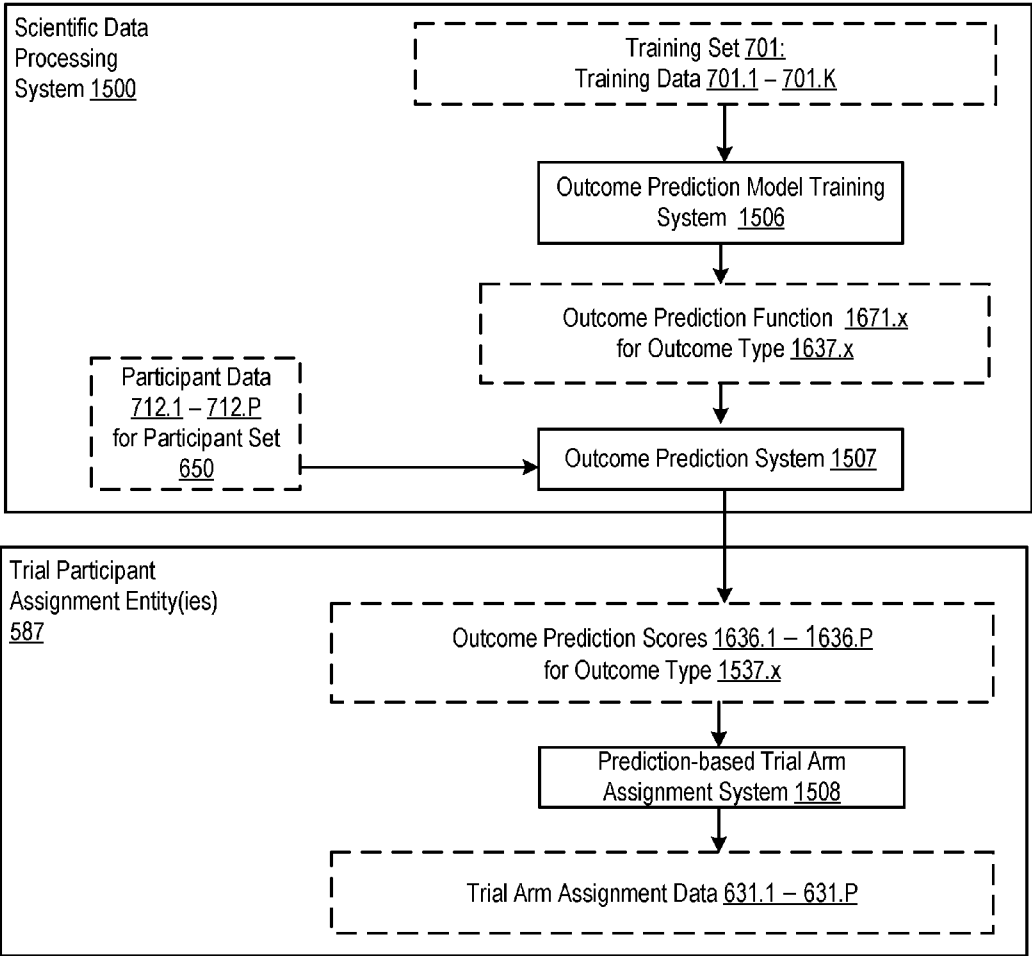 Scientific Data
Processing
System 1500
Training Set 701:
Training Data 701.1 – 701.K
Outcome Prediction Model Training
System 1506
Outcome Prediction Function 1671.x
for Outcome Type 1637.x
Participant Data
712.1 – 712.P
for Participant Set
650
Outcome Prediction System 1507
Trial Participant
Assignment Entity(ies)
587
Outcome Prediction Scores 1636.1 – 1636.P
for Outcome Type 1537.x
Prediction-based Trial Arm
Assignment System 1508
Trial Arm Assignment Data 631.1 – 631.P